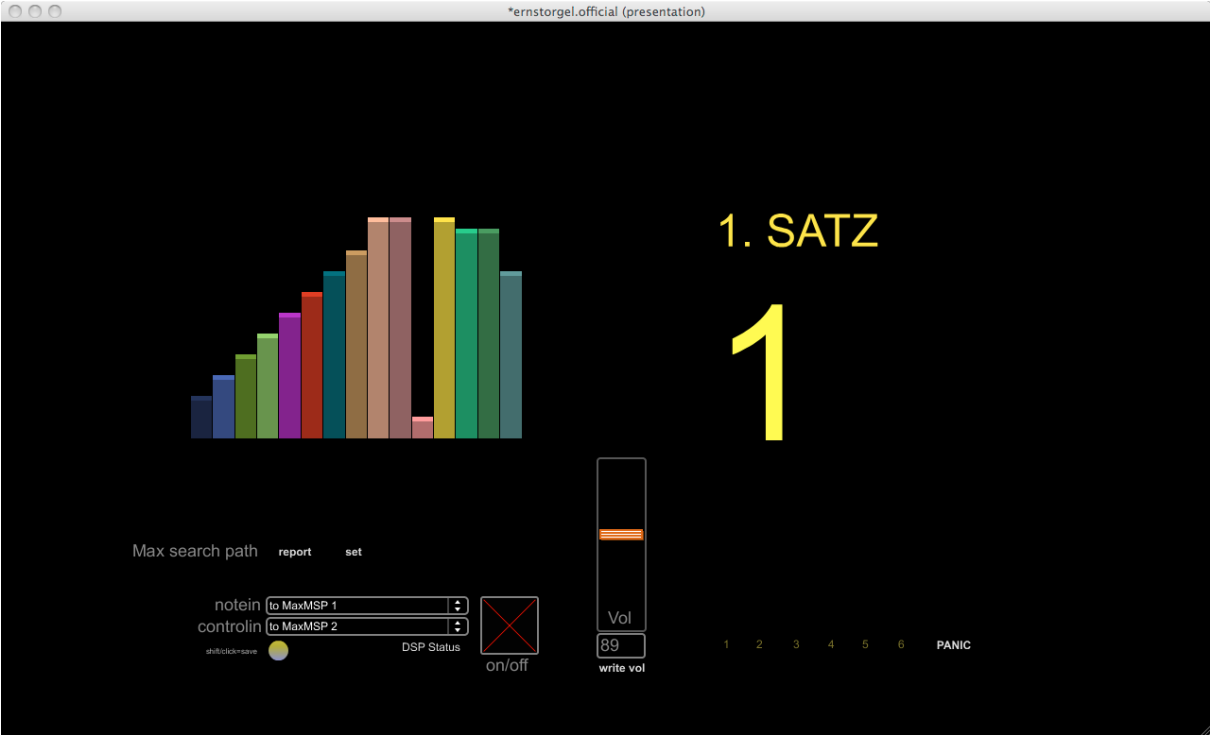 *ernstorgel.official (presentation)
1. SATZ
1
Max search path report set
notein to MaxMSP 1
controlin to MaxMSP 2
shift/click=save
DSP Status
on/off
Vol
89
write vol
1 2 3 4 5 6 PANIC